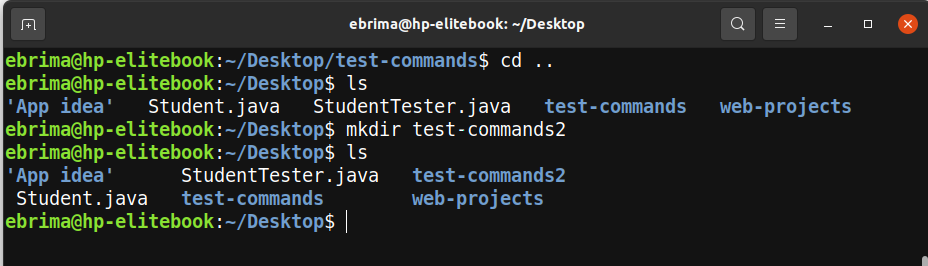 ebrima@hp-elitebook: ~/Desktop
ebrima@hp-elitebook:~/Desktop/test-commands$ cd ..
ebrima@hp-elitebook:~/Desktop$ ls
'App idea'   Student.java   StudentTester.java   test-commands   web-projects
ebrima@hp-elitebook:~/Desktop$ mkdir test-commands2
ebrima@hp-elitebook:~/Desktop$ ls
'App idea'      StudentTester.java   test-commands2
 Student.java   test-commands        web-projects
ebrima@hp-elitebook:~/Desktop$